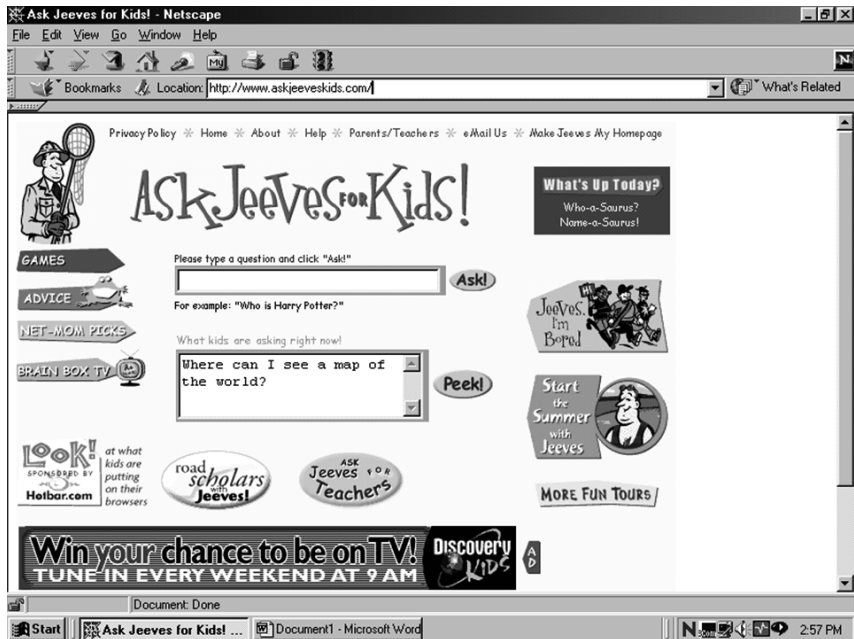 Ask Jeeves for Kids! - Netscape
File Edit View Go Window Help
My
N
Bookmarks Location: http://www.askjeeveskids.com/ What's Related
Privacy Policy Home About Help Parents/Teachers eMail Us Make Jeeves My Homepage
ASK JEEVES FOR KIDS!
What's Up Today?
Who-a-Saurus?
Name-a-Saurus!
GAMES
ADVICE
NET-MOM PICKS
BRAIN BOX TV
Please type a question and click "Ask!"
Ask!
For example: "Who is Harry Potter?"
What kids are asking right now!
Where can I see a map of
the world?
Peek!
Jeeves,
I'm
Bored
Start
the
Summer
with
Jeeves
MORE FUN TOURS
LOOK!
SPONSORED BY
Hotbar.com
at what
kids are
putting
on their
browsers
road
scholars
with
Jeeves!
ASK
JEEVES FOR
Teachers
Win your chance to be on TV!
TUNE IN EVERY WEEKEND AT 9 AM
DISCOVERY
KIDS
A
D
Document: Done
Start Ask Jeeves for Kids! ... Document1 - Microsoft Word N 2:57 PM